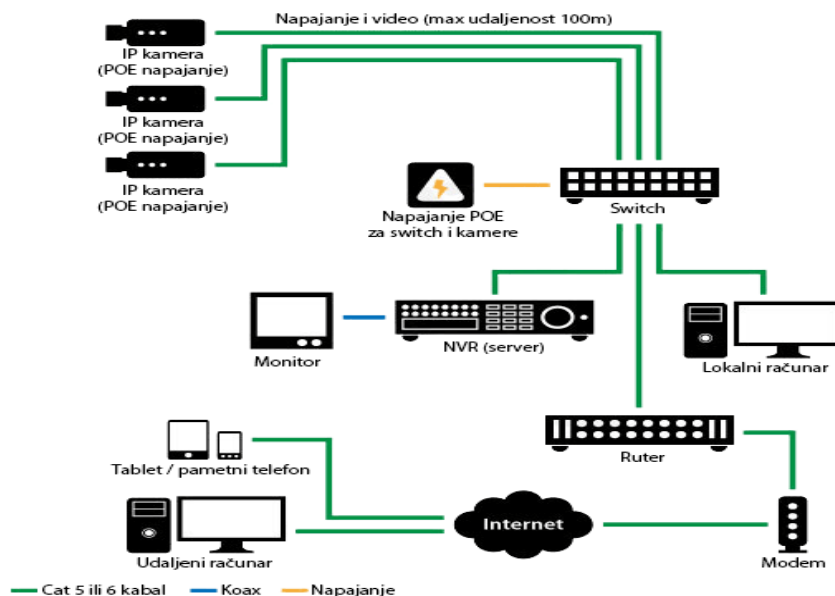 Napajanje i video (max udaljenost 100m)
IP kamera
(POE napajanje)
IP kamera
(POE napajanje)
IP kamera
(POE napajanje)
Napajanje POE
za switch i kamere
Switch
Monitor
NVR (server)
Lokalni računar
Tablet / pametni telefon
Ruter
Internet
Udaljeni računar
Modem
Cat 5 ili 6 kabal
Koax
Napajanje